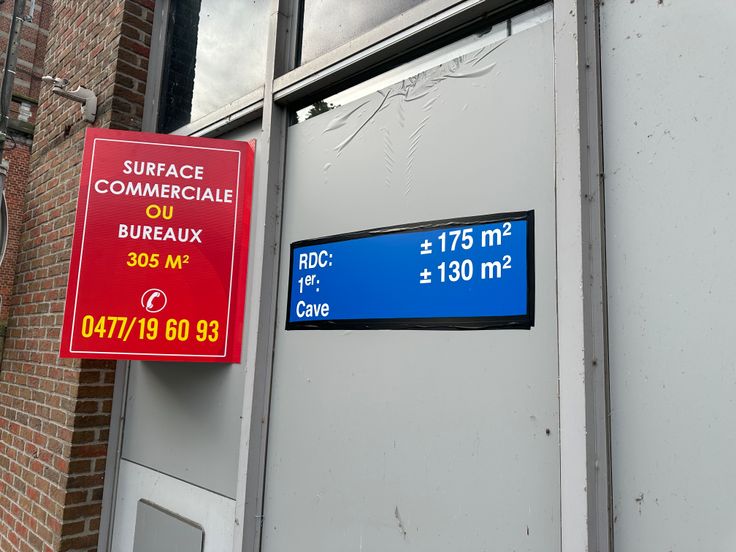 SURFACE
COMMERCIALE
OU
BUREAUX
305 M²
0477/19 60 93
RDC: ± 175 m²
1er: ± 130 m²
Cave